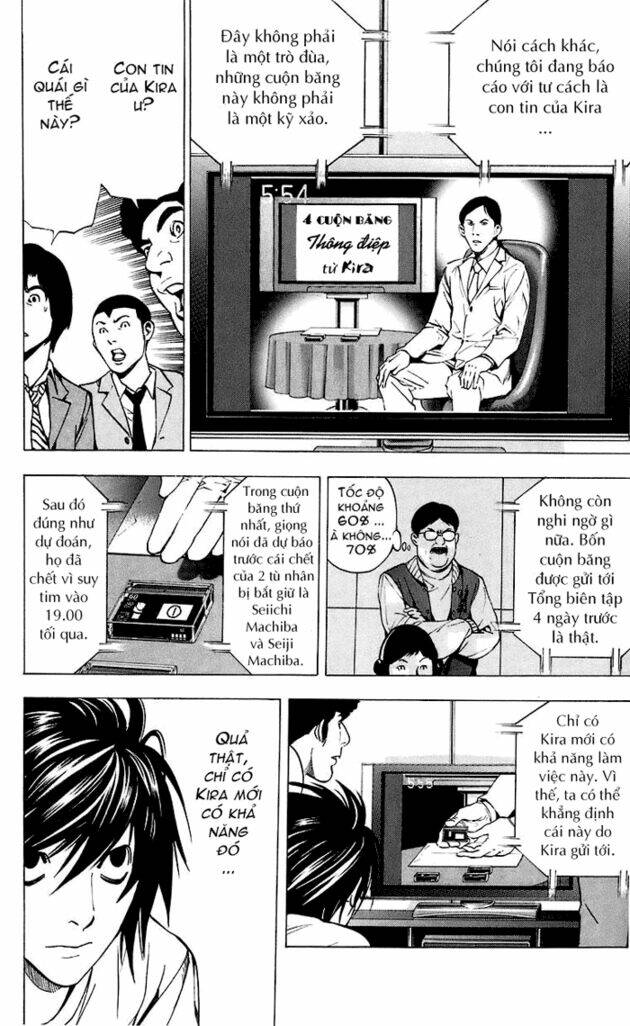 Nói cách khác,
chúng tôi đang báo
cáo với tư cách là
con tin của Kira
...
Đây không phải
là một trò đùa,
những cuộn băng
này không phải
là một kỹ xảo.
5:54
4 CUỘN BĂNG
Thông điệp
từ Kira
CON TIN
CỦA KIRA
Ư?
CÁI
QUÁI GÌ
THẾ
NÀY?
Không còn
nghi ngờ gì
nữa. Bốn
cuộn băng
được gửi tới
Tổng biên tập
4 ngày trước
là thật.
TỐC ĐỘ
KHOẢNG
60% ...
À KHÔNG...
70%
Trong cuộn
băng thứ
nhất, giọng
nói đã dự báo
trước cái chết
của 2 tù nhân
bị bắt giữ là
Seiichi
Machiba
và Seiji
Machiba.
Sau đó
đúng như
dự đoán,
họ đã
chết vì suy
tim vào
19.00
tối qua.
Chỉ có
Kira mới có
khả năng làm
việc này. Vì
thế, ta có thể
khẳng định
cái này do
Kira gửi tới.
5:55
QUẢ
THẬT,
CHỈ CÓ
KIRA MỚI
CÓ KHẢ
NĂNG
ĐÓ
...